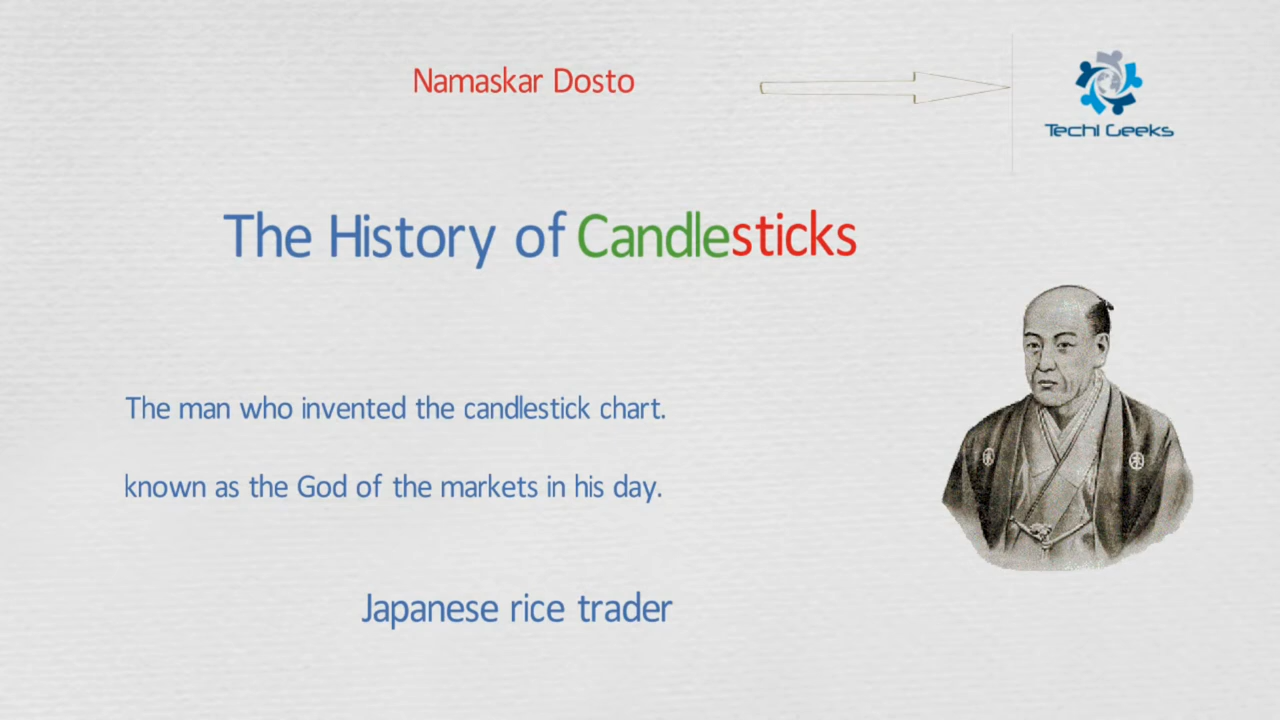 Namaskar Dosto
Techi Geeks
The History of Candlesticks
The man who invented the candlestick chart.
known as the God of the markets in his day.
Japanese rice trader